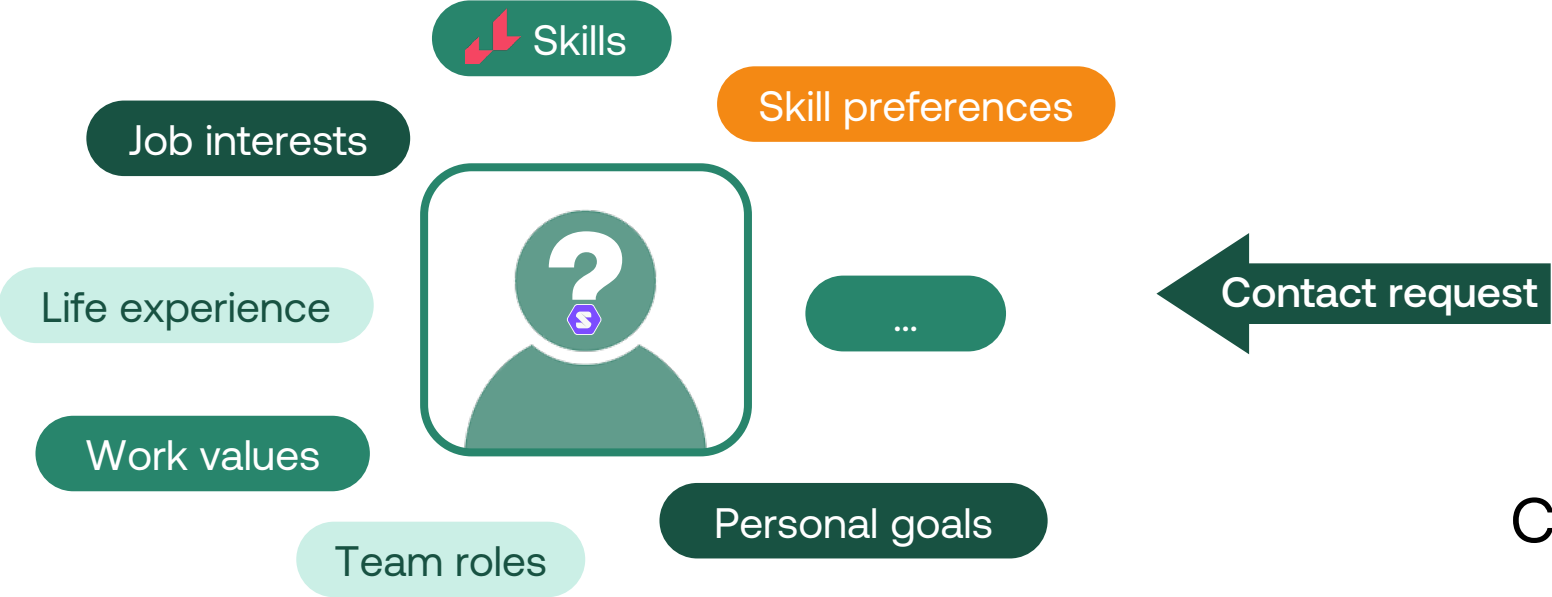 Skills
Skill preferences
Job interests
?
Life experience
...
Contact request
Work values
Personal goals
Team roles
C